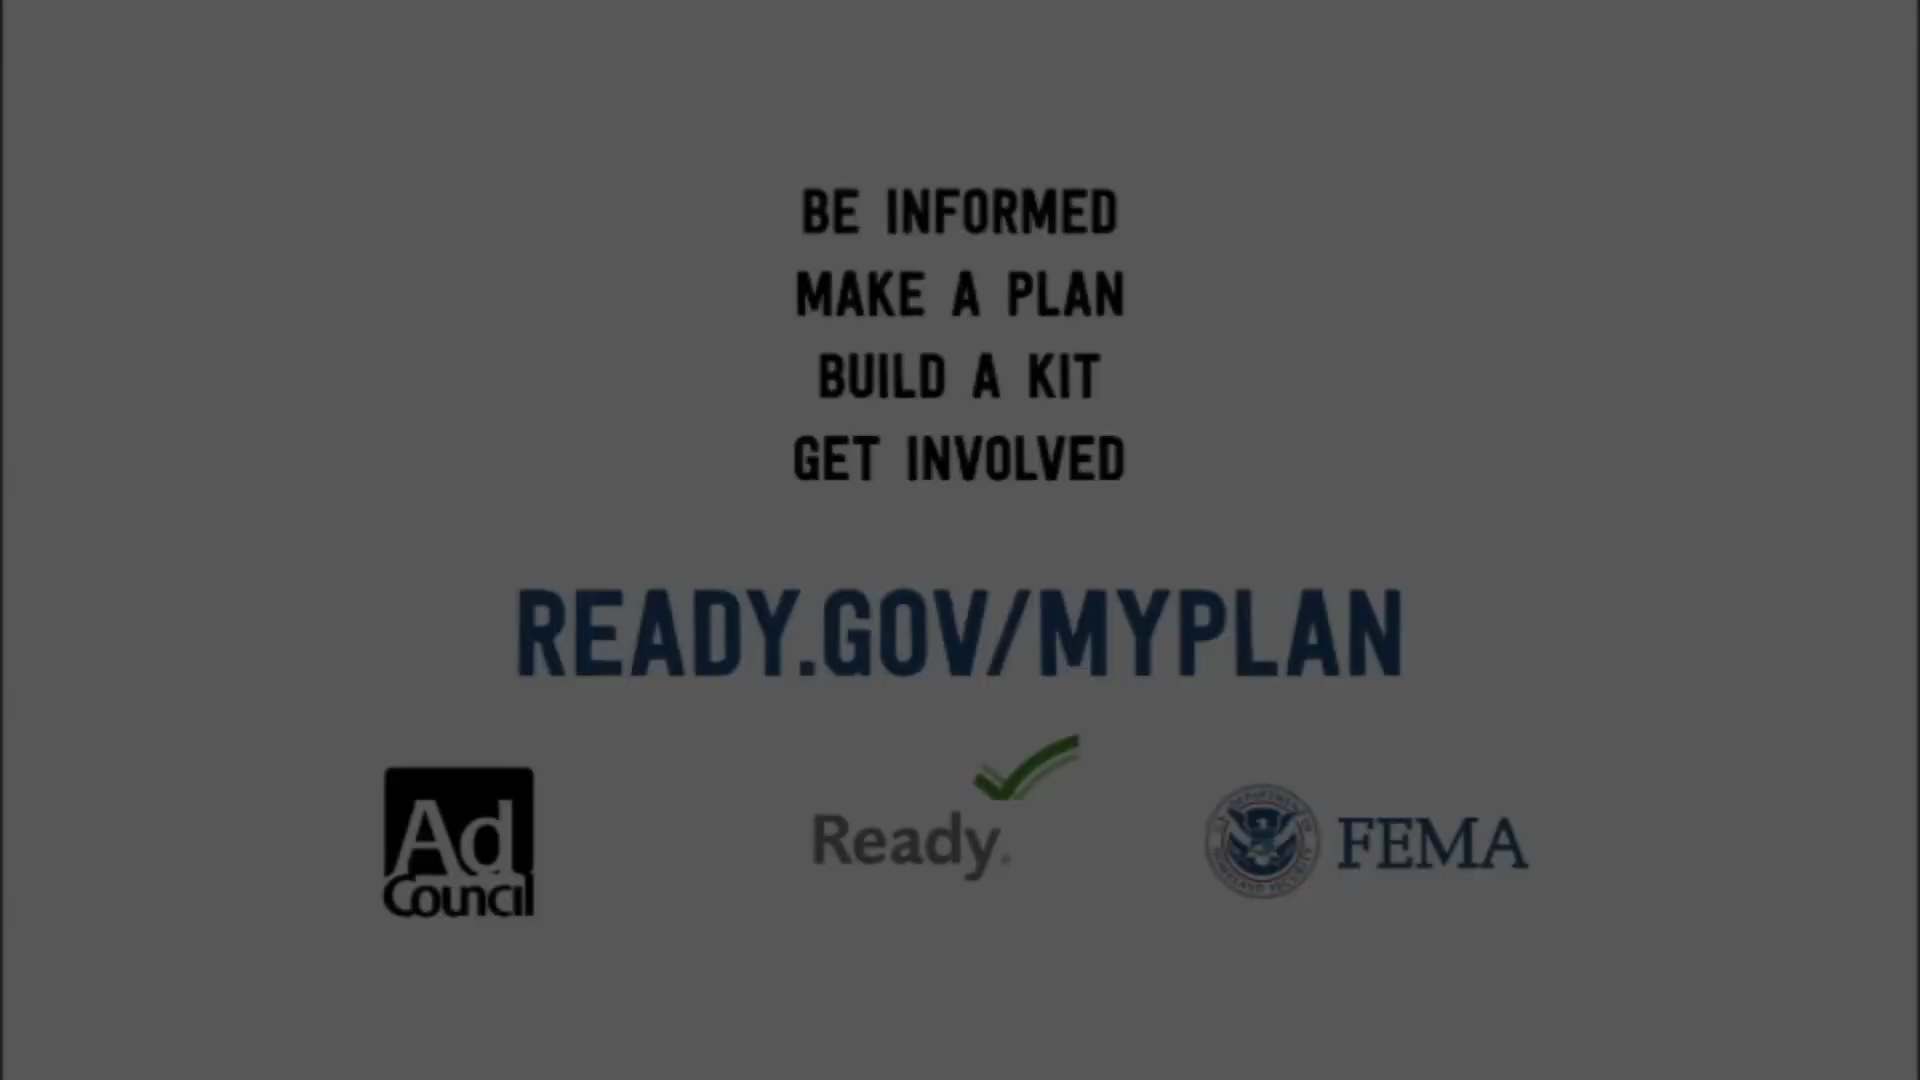 BE INFORMED
MAKE A PLAN
BUILD A KIT
GET INVOLVED
READY.GOV/MYPLAN
Ad
Council
Ready.
FEMA